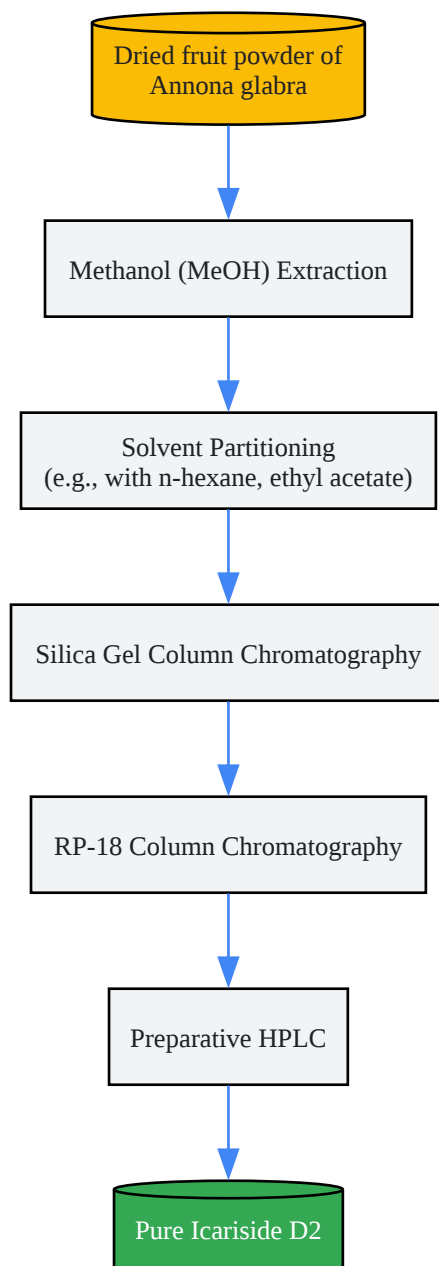 Dried fruit powder of
Annona glabra
Methanol (MeOH) Extraction
Solvent Partitioning
(e.g., with n-hexane, ethyl acetate)
Silica Gel Column Chromatography
RP-18 Column Chromatography
Preparative HPLC
Pure Icariside D2